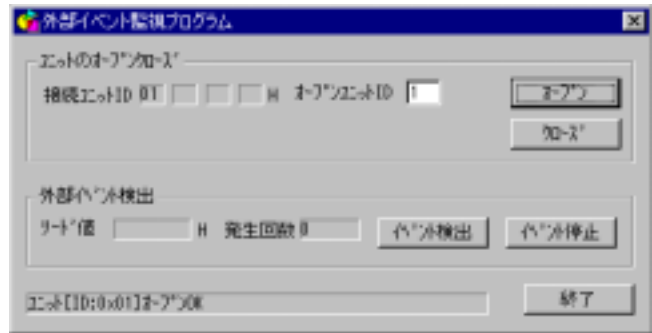 外部イベント監視プログラム
ﾕﾆｯﾄのｵｰﾌﾟﾝｸﾛｰｽﾞ
接続ﾕﾆｯﾄID 01 H ｵｰﾌﾟﾝﾕﾆｯﾄID 1 ｵｰﾌﾟﾝ
ｸﾛｰｽﾞ
外部ｲﾍﾞﾝﾄ検出
ﾘｰﾄﾞ値 H 発生回数 0 ｲﾍﾞﾝﾄ検出 ｲﾍﾞﾝﾄ停止
ﾕﾆｯﾄ[ID:0x01]ｵｰﾌﾟﾝOK 終了